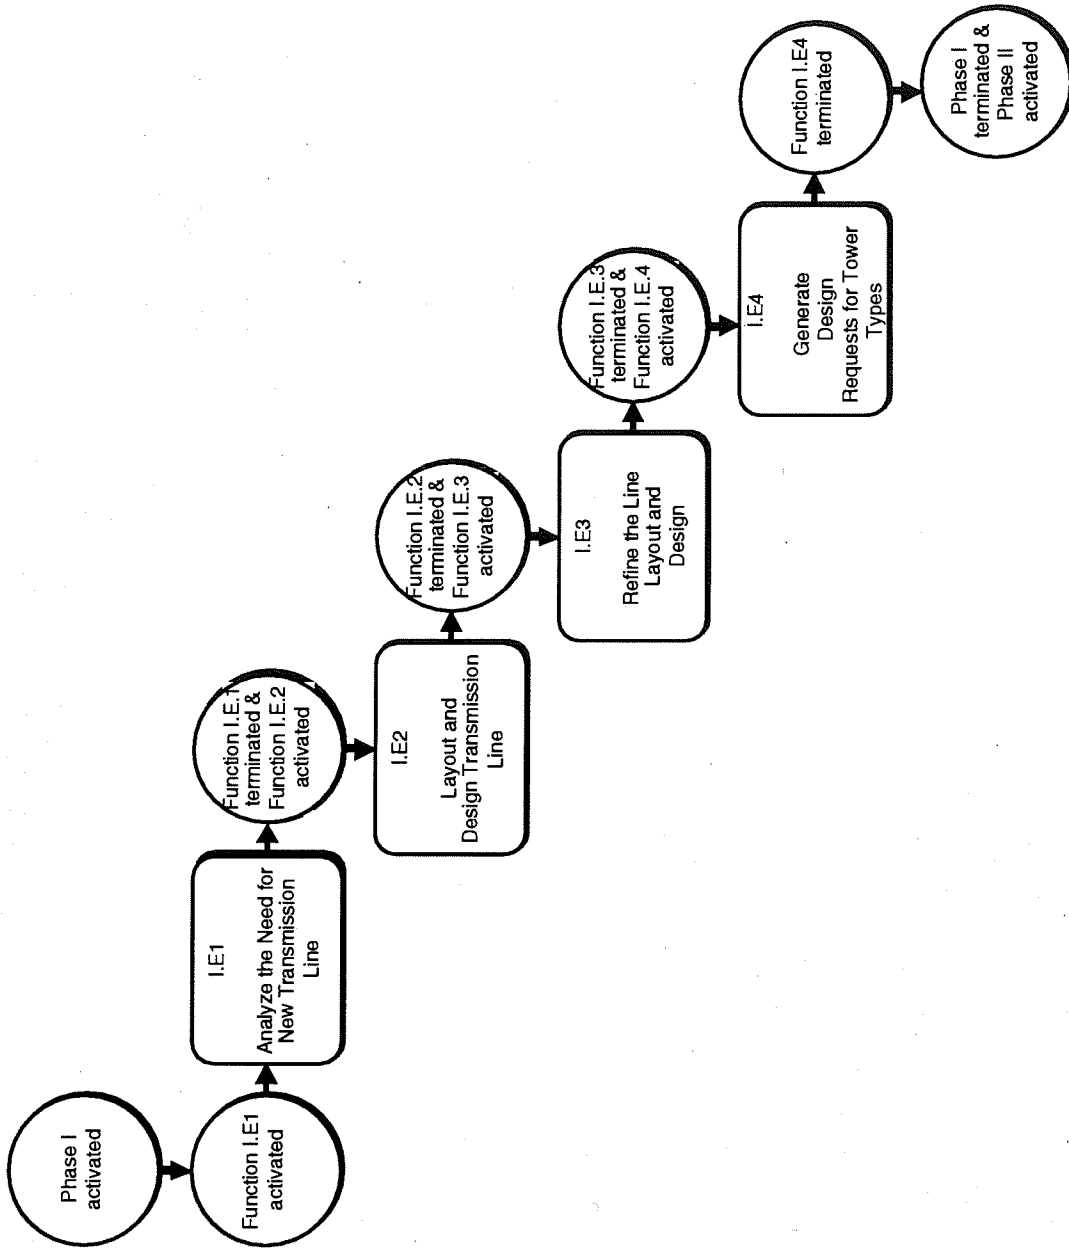 Phase I
activated
Function I.E1
activated
I.E1
Analyze the Need for
New Transmission
Line
Function I.E.1
terminated &
Function I.E.2
activated
I.E2
Layout and
Design Transmission
Line
Function I.E.2
terminated &
Function I.E.3
activated
I.E3
Refine the Line
Layout and
Design
Function I.E.3
terminated &
Function I.E.4
activated
I.E4
Generate
Design
Requests for Tower
Types
Function I.E4
terminated
Phase I
terminated &
Phase II
activated